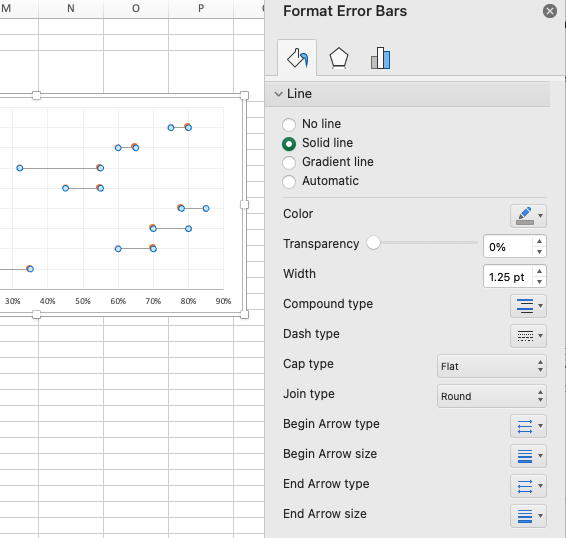 Format Error Bars
M N O P
Line
No line
Solid line
Gradient line
Automatic
Color
Transparency 0%
Width 1.25 pt
Compound type
Dash type
Cap type Flat
Join type Round
Begin Arrow type
Begin Arrow size
End Arrow type
End Arrow size
30% 40% 50% 60% 70% 80% 90%